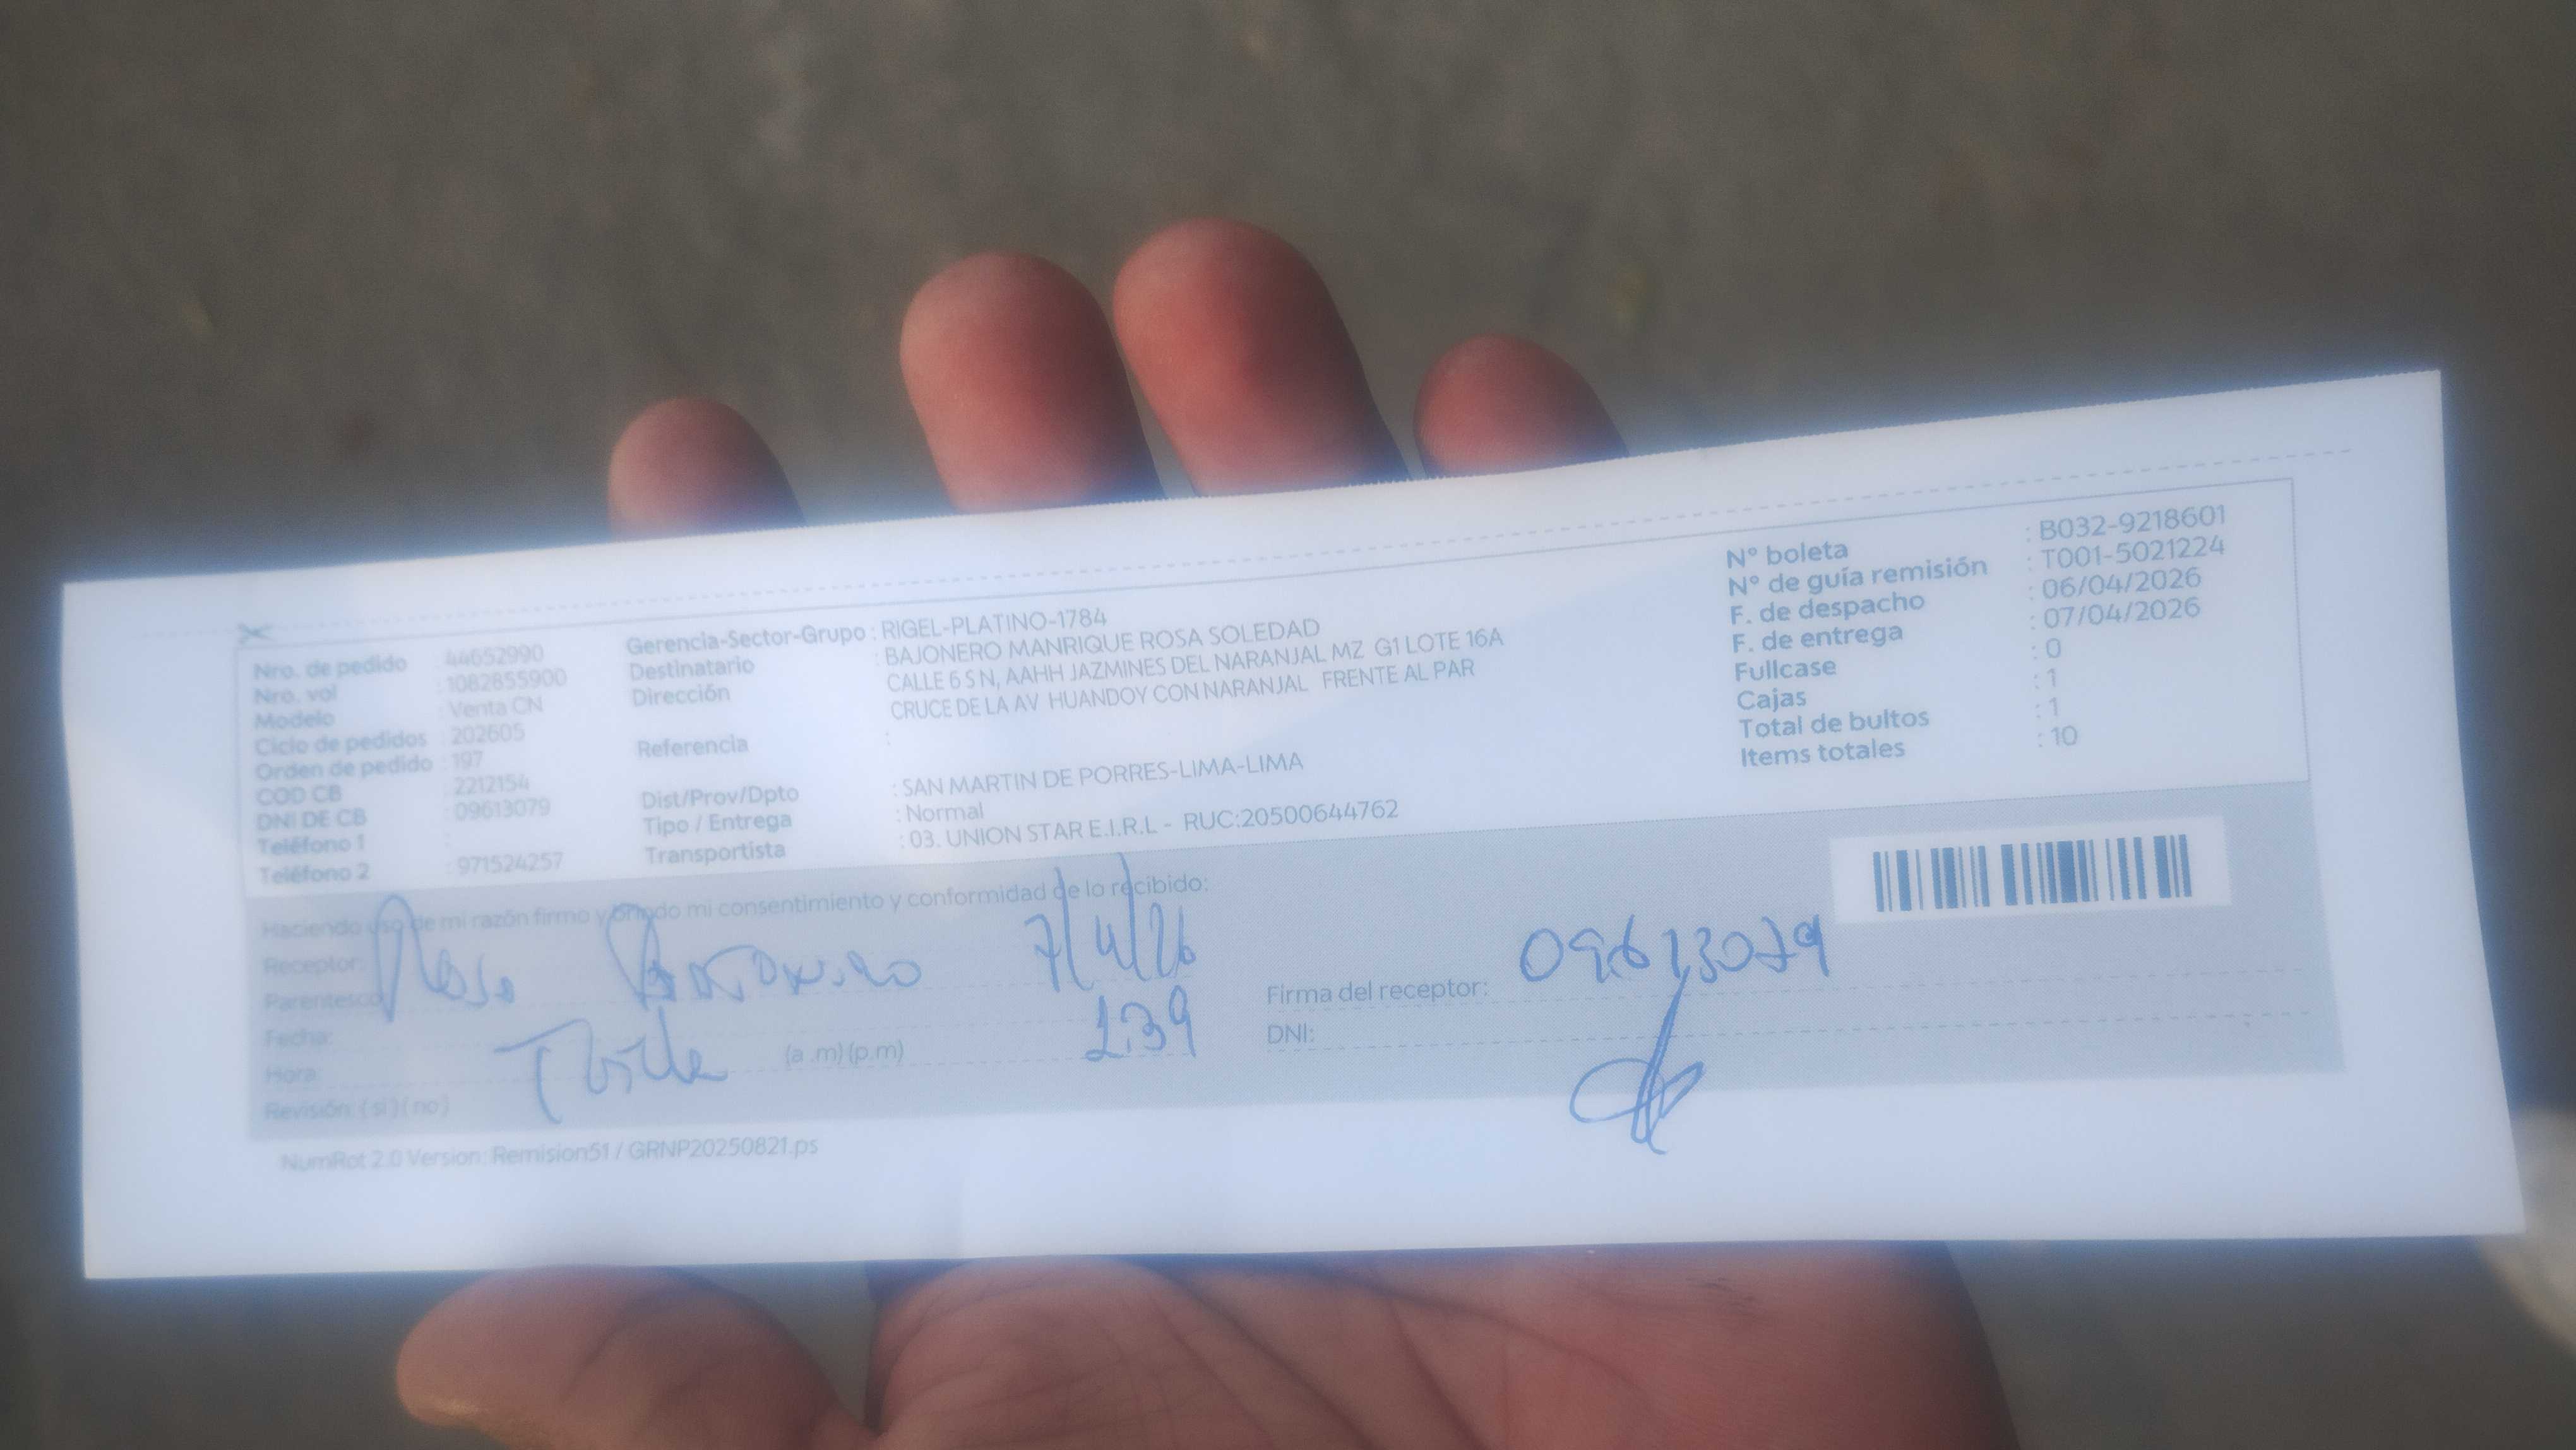 Nro. de pedido : 44652990
Nro. vol : 1082855900
Modelo : Venta CN
Ciclo de pedidos : 202605
Orden de pedido : 197
COD CB : 2212154
DNI DE CB : 09613079
Teléfono 1 :
Teléfono 2 : 971524257
Gerencia-Sector-Grupo : RIGEL-PLATINO-1784
Destinatario : BAJONERO MANRIQUE ROSA SOLEDAD
Dirección : CALLE 6 S N, AAHH JAZMINES DEL NARANJAL MZ G1 LOTE 16A
CRUCE DE LA AV HUANDOY CON NARANJAL FRENTE AL PAR
Referencia :
Dist/Prov/Dpto : SAN MARTIN DE PORRES-LIMA-LIMA
Tipo / Entrega : Normal
Transportista : 03. UNION STAR E.I.R.L - RUC:20500644762
N° boleta : B032-9218601
N° de guía remisión : T001-5021224
F. de despacho : 06/04/2026
F. de entrega : 07/04/2026
Fullcase : 0
Cajas : 1
Total de bultos : 1
Items totales : 10
Haciendo uso de mi razón firmo y brindo mi consentimiento y conformidad de lo recibido:
Receptor: Rosa Bajonero 7/4/26
Parentesco:
Fecha:
Hora: (a.m) (p.m) 1:39
Revisión: (si) (no)
Firma del receptor: 09613079
DNI:
NumRot 2.0 Version: Remision51 / GRNP20250821.ps